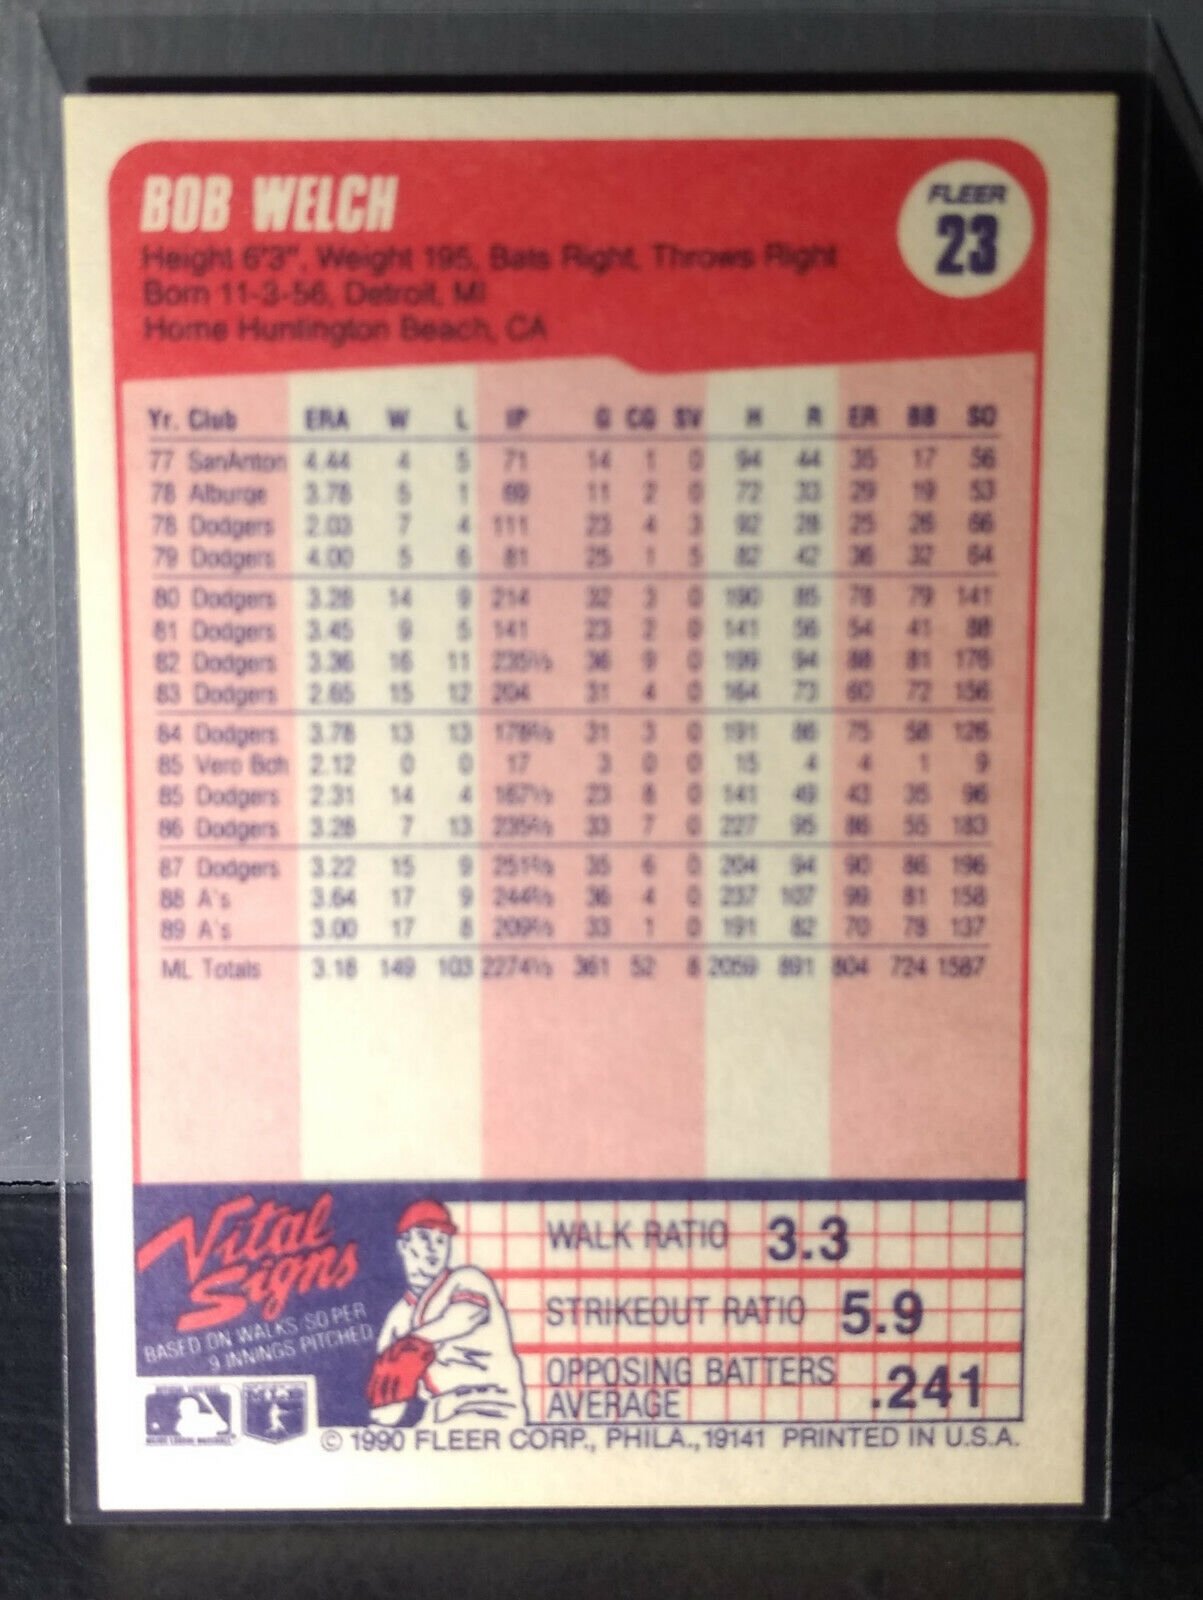 BOB WELCH
FLEER
23
Height 6'3", Weight 195, Bats Right, Throws Right
Born 11-3-56, Detroit, MI
Home Huntington Beach, CA
Yr. Club ERA W L IP G CG SV H R ER BB SO
77 SanAnton 4.44 4 5 71 14 1 0 94 44 35 17 56
78 Alburqe 3.78 5 1 69 11 2 0 72 33 29 19 53
78 Dodgers 2.03 7 4 111 23 4 3 92 28 25 26 66
79 Dodgers 4.00 5 6 81 25 1 5 82 42 36 32 64
80 Dodgers 3.28 14 9 214 32 3 0 190 85 78 79 141
81 Dodgers 3.45 9 5 141 23 2 0 141 56 54 41 88
82 Dodgers 3.36 16 11 235⅔ 36 9 0 199 94 88 81 176
83 Dodgers 2.65 15 12 204 31 4 0 164 73 60 72 156
84 Dodgers 3.78 13 13 178⅔ 31 3 0 191 86 75 58 126
85 Vero Bch 2.12 0 0 17 3 0 0 15 4 4 1 9
85 Dodgers 2.31 14 4 167⅓ 23 8 0 141 49 43 35 96
86 Dodgers 3.28 7 13 235⅔ 33 7 0 227 95 86 55 183
87 Dodgers 3.22 15 9 251⅔ 35 6 0 204 94 90 86 196
88 A's 3.64 17 9 244⅔ 36 4 0 237 107 99 81 158
89 A's 3.00 17 8 209⅔ 33 1 0 191 82 70 78 137
ML Totals 3.18 149 103 2274⅓ 361 52 8 2059 891 804 724 1587
Vital
Signs
BASED ON WALKS SO PER
9 INNINGS PITCHED
WALK RATIO 3.3
STRIKEOUT RATIO 5.9
OPPOSING BATTERS
AVERAGE .241
© 1990 FLEER CORP., PHILA., 19141 PRINTED IN U.S.A.